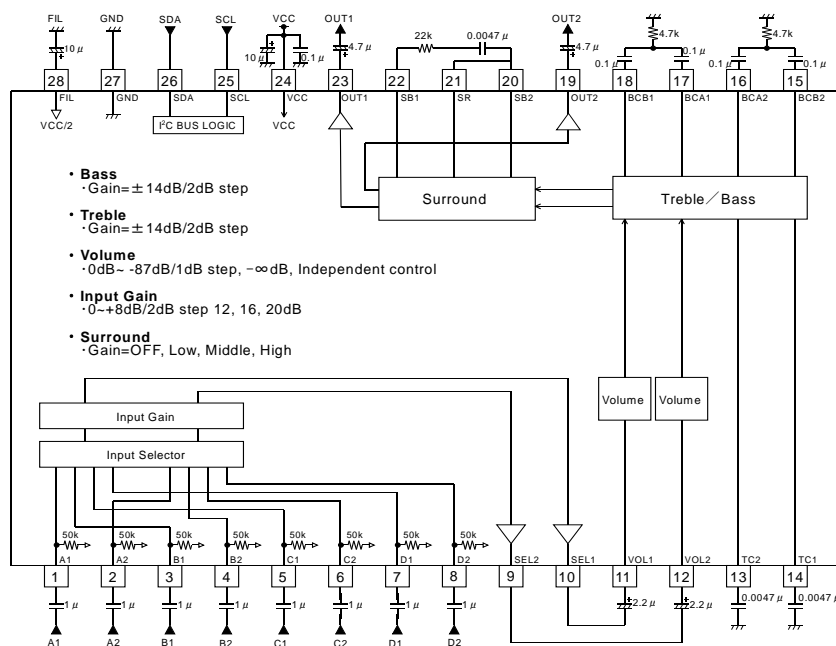 FIL GND SDA SCL VCC OUT1 22k 0.0047μ OUT2 4.7k 4.7k
10μ 10μ 0.1μ 4.7μ 4.7μ 0.1μ 0.1μ 0.1μ 0.1μ
28 27 26 25 24 23 22 21 20 19 18 17 16 15
FIL GND SDA SCL VCC OUT1 SB1 SR SB2 OUT2 BCB1 BCA1 BCA2 BCB2
VCC/2 I²C BUS LOGIC VCC
Surround Treble/Bass
• Bass
・Gain=±14dB/2dB step
• Treble
・Gain=±14dB/2dB step
• Volume
・0dB~ -87dB/1dB step, −∞dB, Independent control
• Input Gain
・0~+8dB/2dB step 12, 16, 20dB
• Surround
・Gain=OFF, Low, Middle, High
Volume Volume
Input Gain
Input Selector
50k 50k 50k 50k 50k 50k 50k 50k
A1 A2 B1 B2 C1 C2 D1 D2 SEL2 SEL1 VOL1 VOL2 TC2 TC1
1 2 3 4 5 6 7 8 9 10 11 12 13 14
1μ 1μ 1μ 1μ 1μ 1μ 1μ 1μ 2.2μ 2.2μ 0.0047μ 0.0047μ
A1 A2 B1 B2 C1 C2 D1 D2